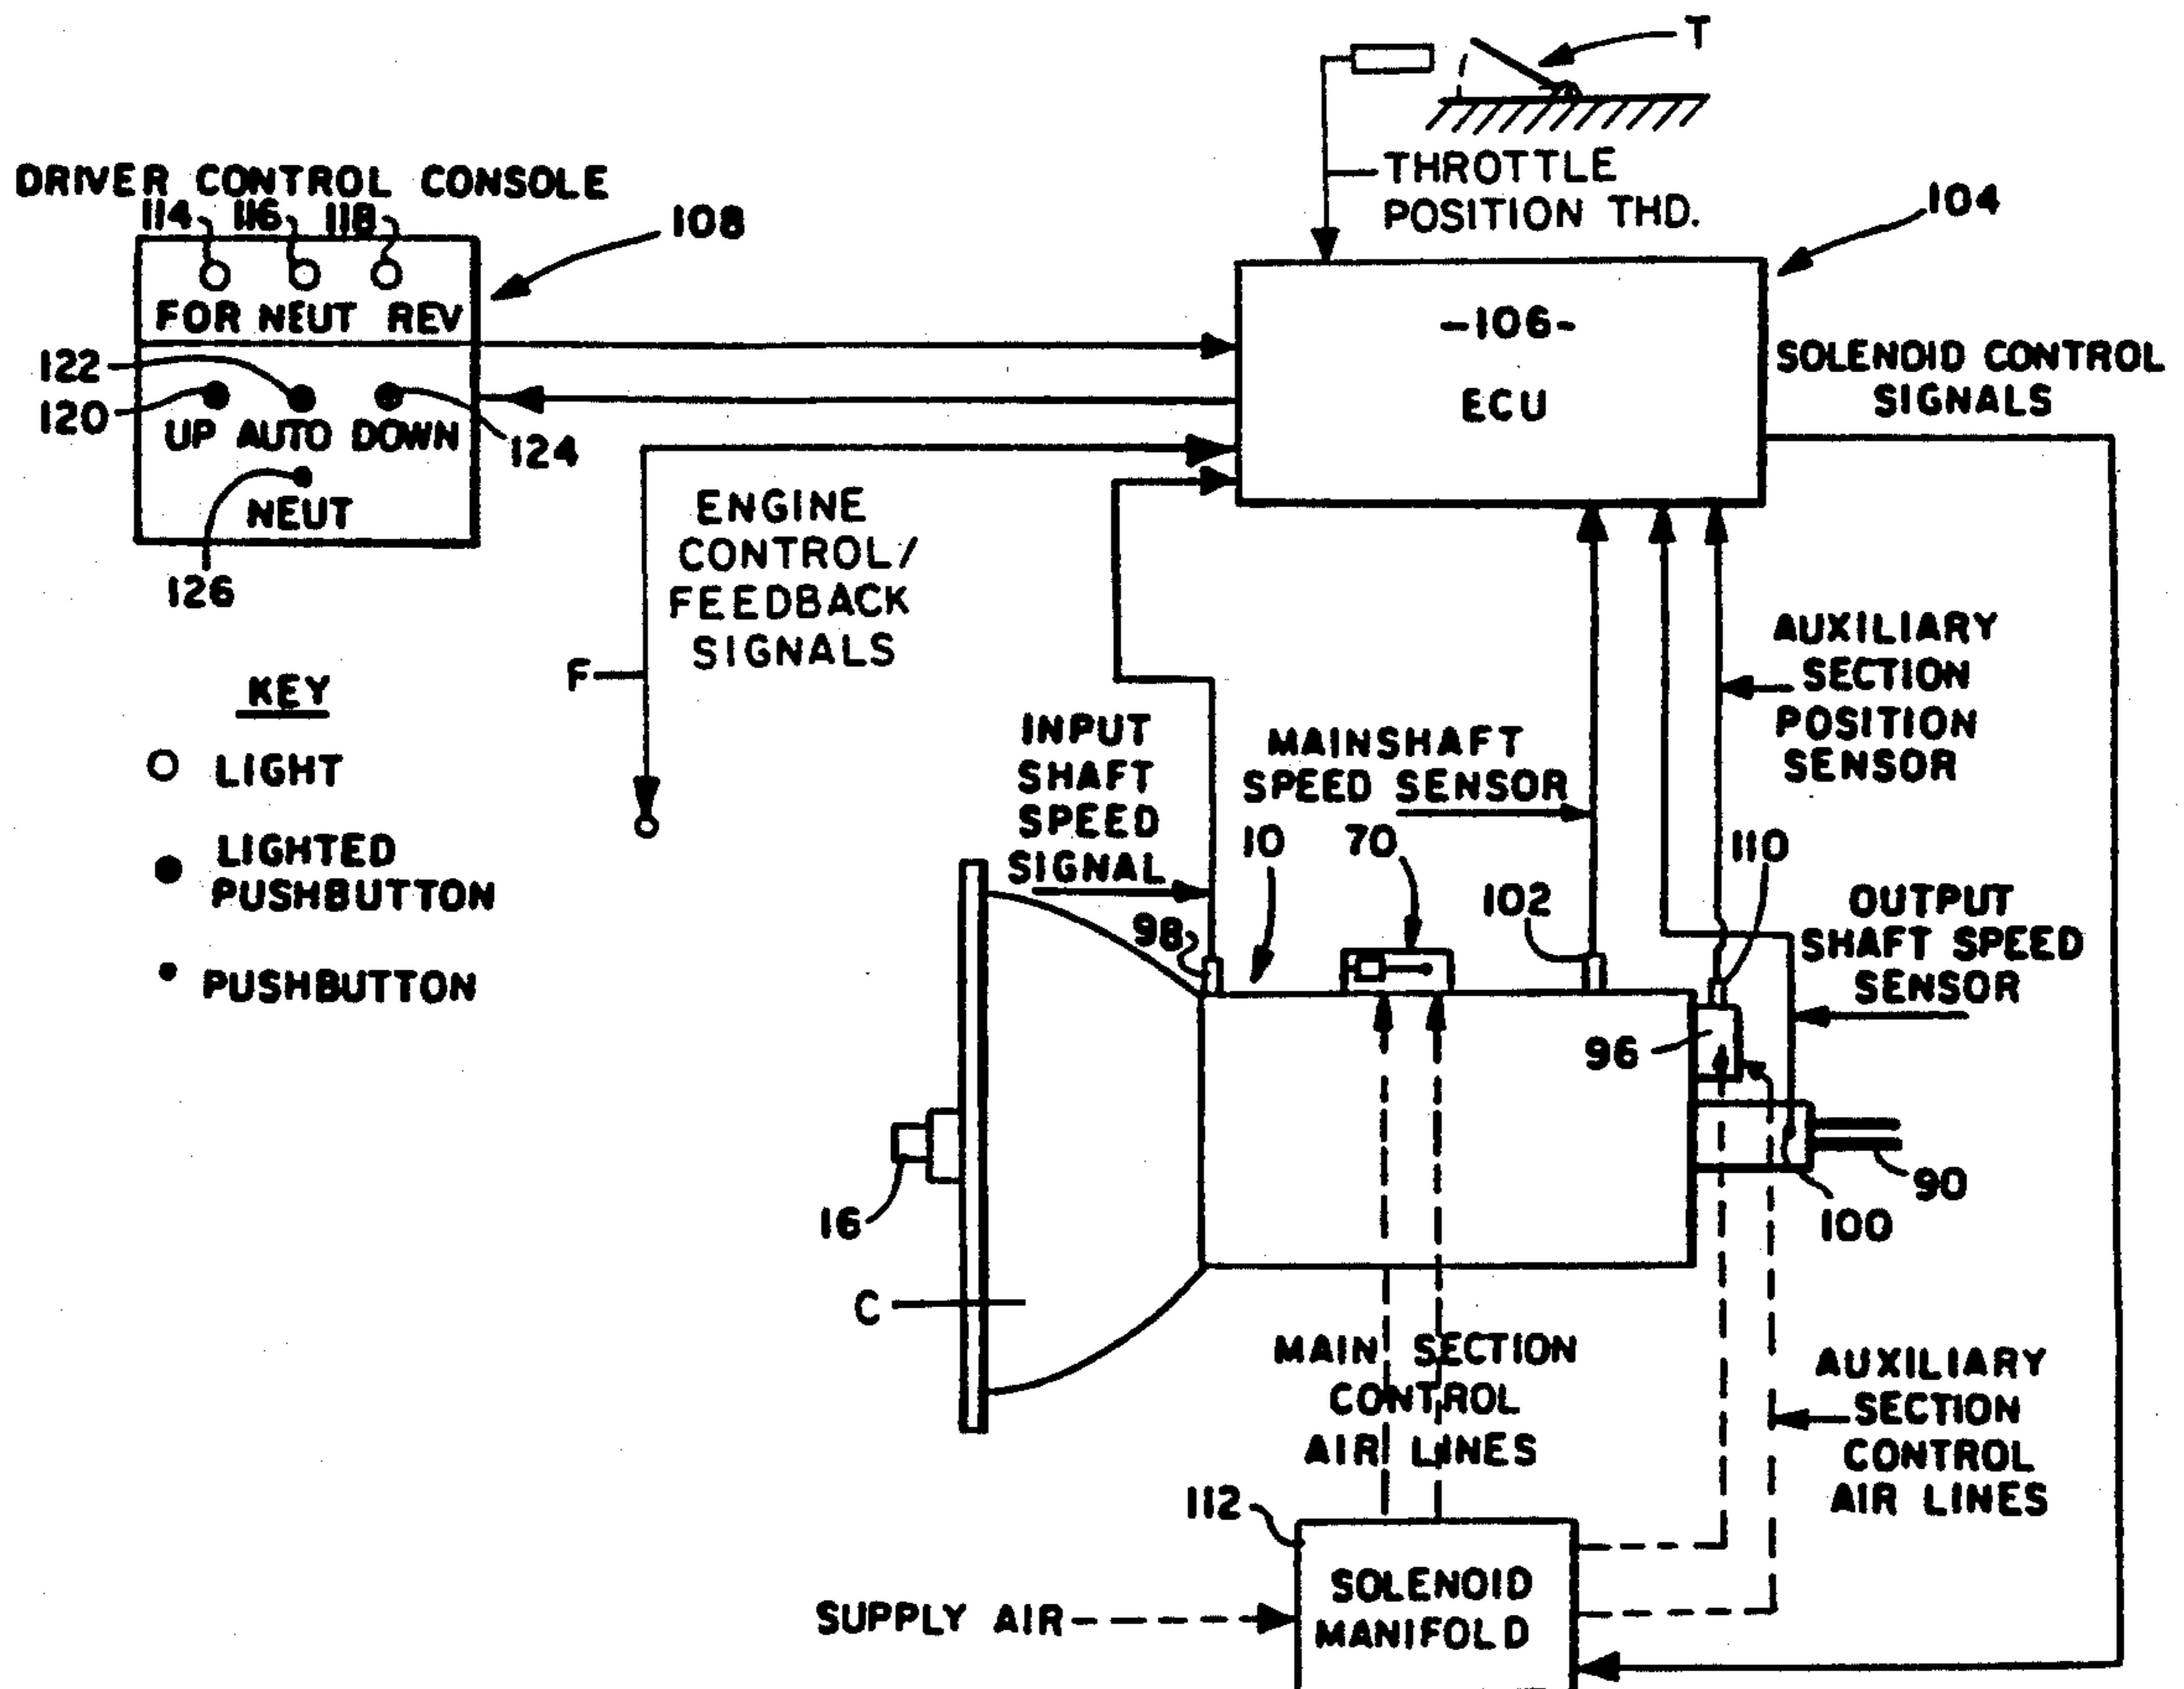 T
THROTTLE
POSITION THD.
104
DRIVER CONTROL CONSOLE
114 116 118
108
FOR NEUT REV
122
120
UP AUTO DOWN
124
NEUT
126
-106-
ECU
SOLENOID CONTROL
SIGNALS
ENGINE
CONTROL/
FEEDBACK
SIGNALS
F
KEY
LIGHT
LIGHTED
PUSHBUTTON
PUSHBUTTON
AUXILIARY
SECTION
POSITION
SENSOR
INPUT
SHAFT
SPEED
SIGNAL
MAINSHAFT
SPEED SENSOR
10
70
110
98
102
OUTPUT
SHAFT SPEED
SENSOR
96
16
90
100
C
MAIN SECTION
CONTROL
AIR LINES
AUXILIARY
SECTION
CONTROL
AIR LINES
112
SOLENOID
MANIFOLD
SUPPLY AIR